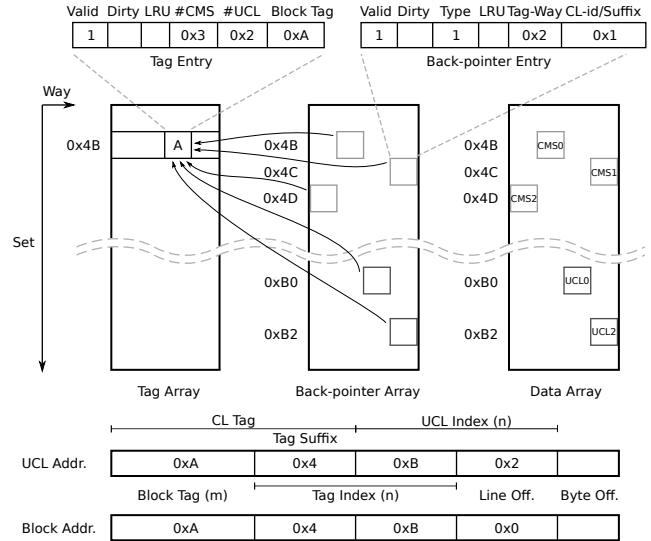 Valid Dirty LRU #CMS #UCL Block Tag
1 0x3 0x2 0xA
Tag Entry
Valid Dirty Type LRU Tag-Way CL-id/Suffix
1 1 0x2 0x1
Back-pointer Entry
Way
Set
0x4B A 0x4B 0x4B CMS0
0x4C 0x4C CMS1
0x4D 0x4D CMS2
0xB0 0xB0 UCL0
0xB2 0xB2 UCL2
Tag Array Back-pointer Array Data Array
CL Tag UCL Index (n)
Tag Suffix
UCL Addr. 0xA 0x4 0xB 0x2
Block Tag (m) Tag Index (n) Line Off. Byte Off.
Block Addr. 0xA 0x4 0xB 0x0